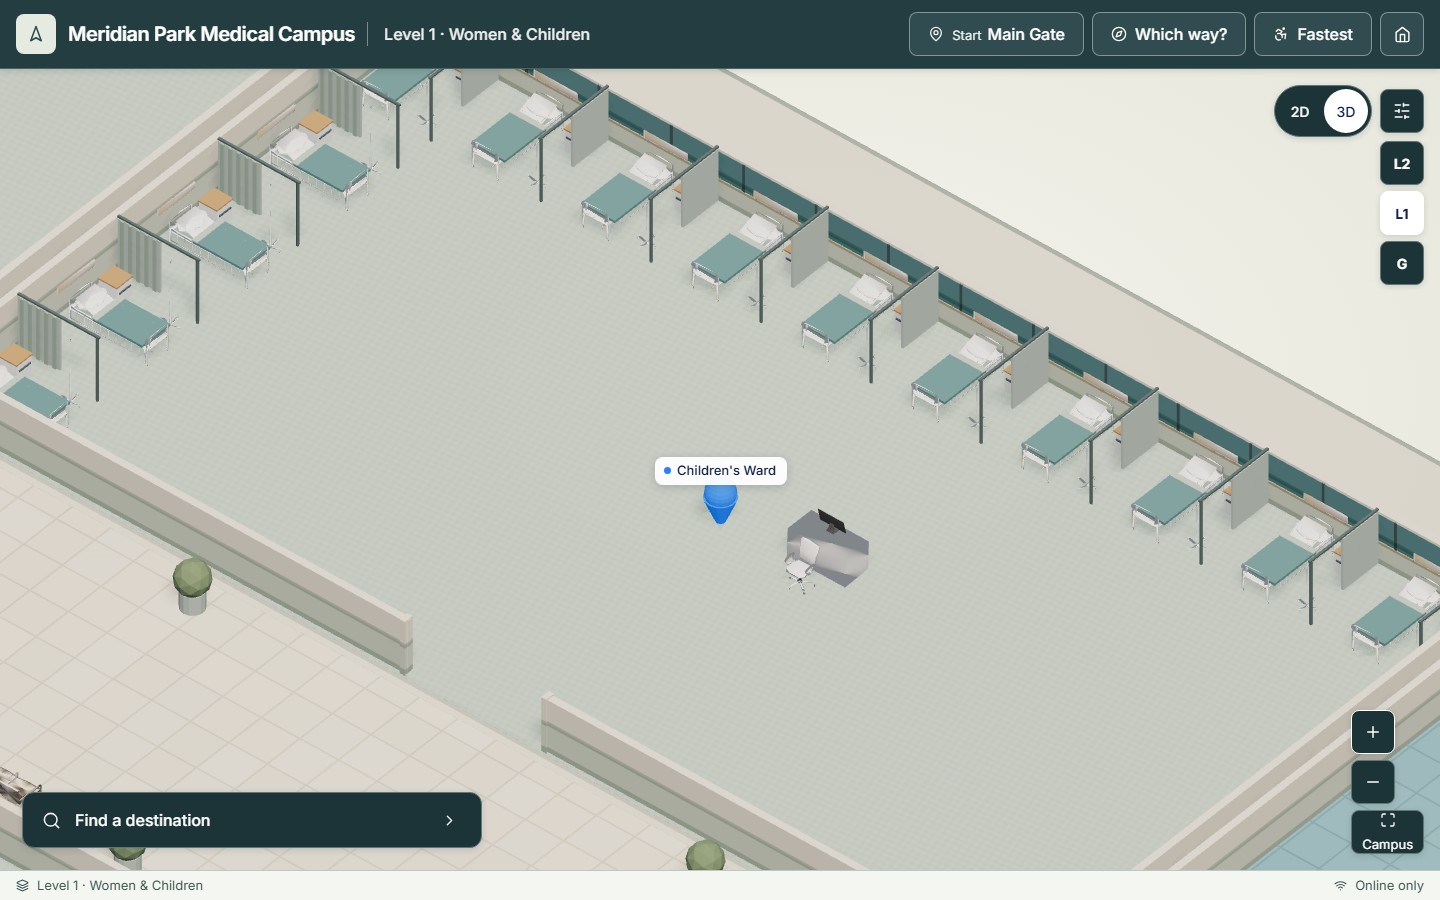 Meridian Park Medical Campus
Level 1 · Women & Children
Start Main Gate
Which way?
Fastest
2D
3D
L2
L1
G
Children's Ward
Find a destination
Campus
Level 1 · Women & Children
Online only